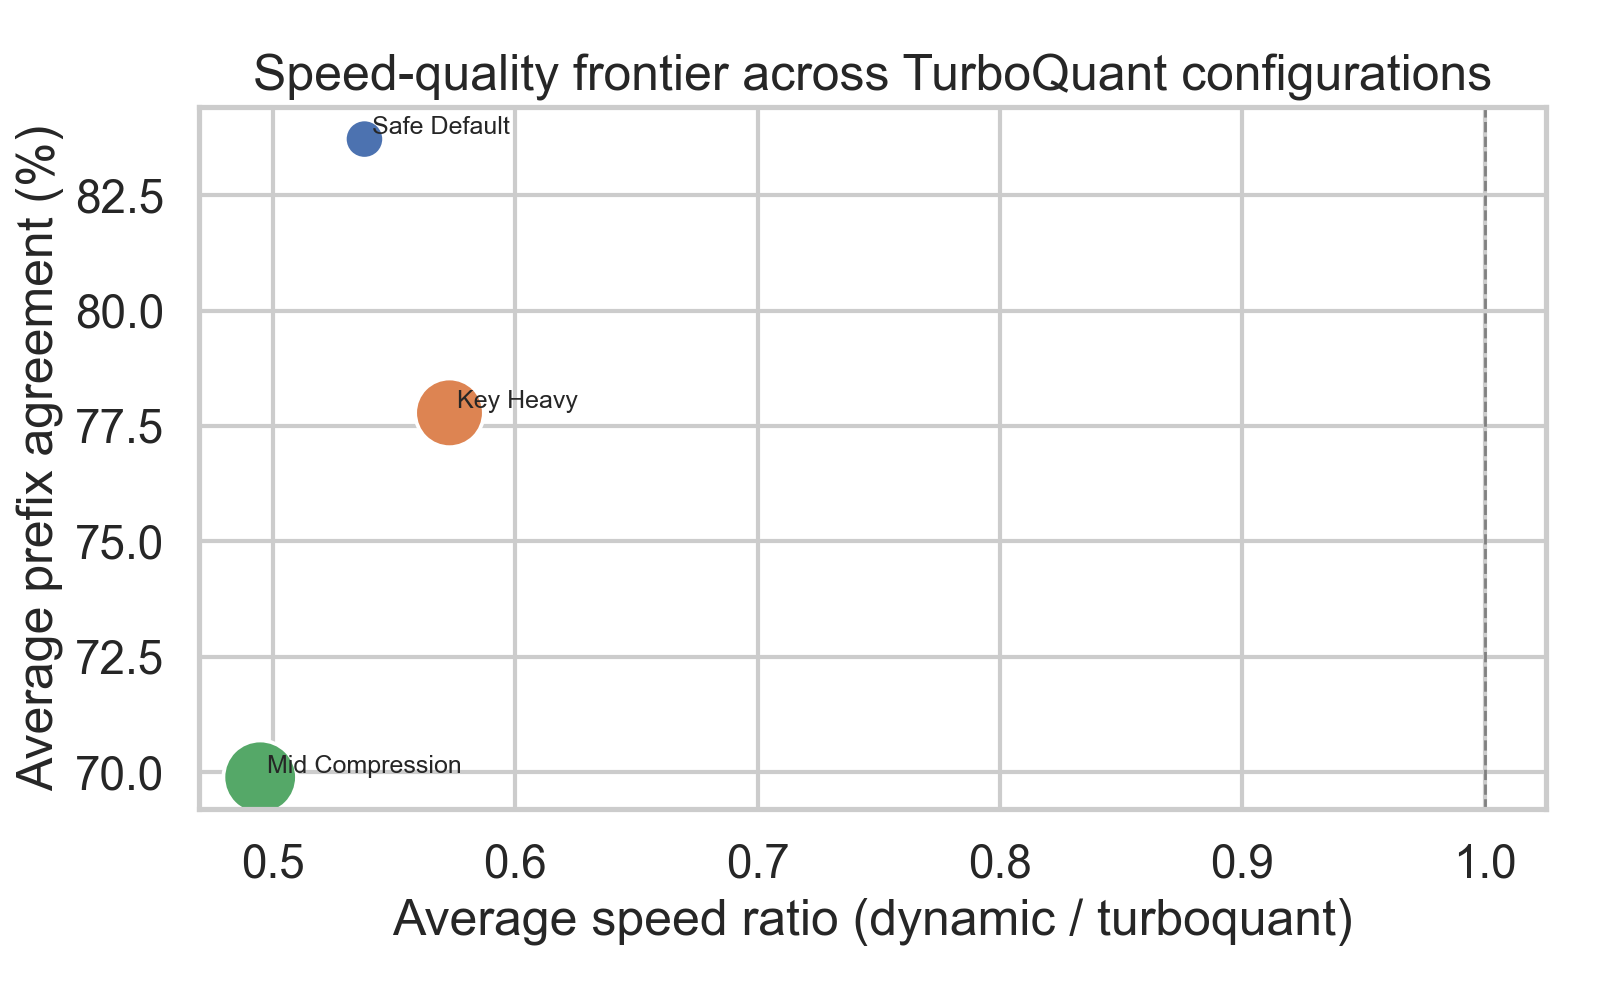 Speed-quality frontier across TurboQuant configurations
Average prefix agreement (%)
82.5
80.0
77.5
75.0
72.5
70.0
Safe Default
Key Heavy
Mid Compression
0.5 0.6 0.7 0.8 0.9 1.0
Average speed ratio (dynamic / turboquant)